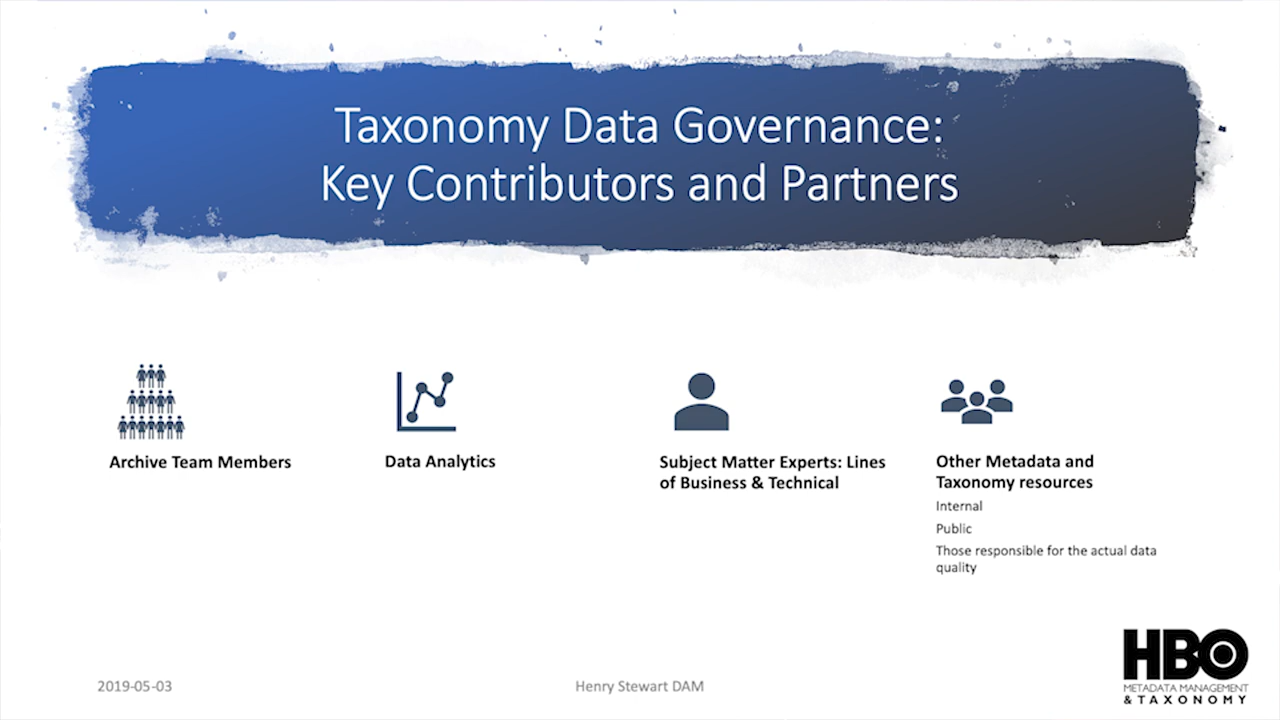 Taxonomy Data Governance:
Key Contributors and Partners
Archive Team Members
Data Analytics
Subject Matter Experts: Lines
of Business & Technical
Other Metadata and
Taxonomy resources
Internal
Public
Those responsible for the actual data
quality
2019-05-03
Henry Stewart DAM
HBO
METADATA MANAGEMENT
& TAXONOMY